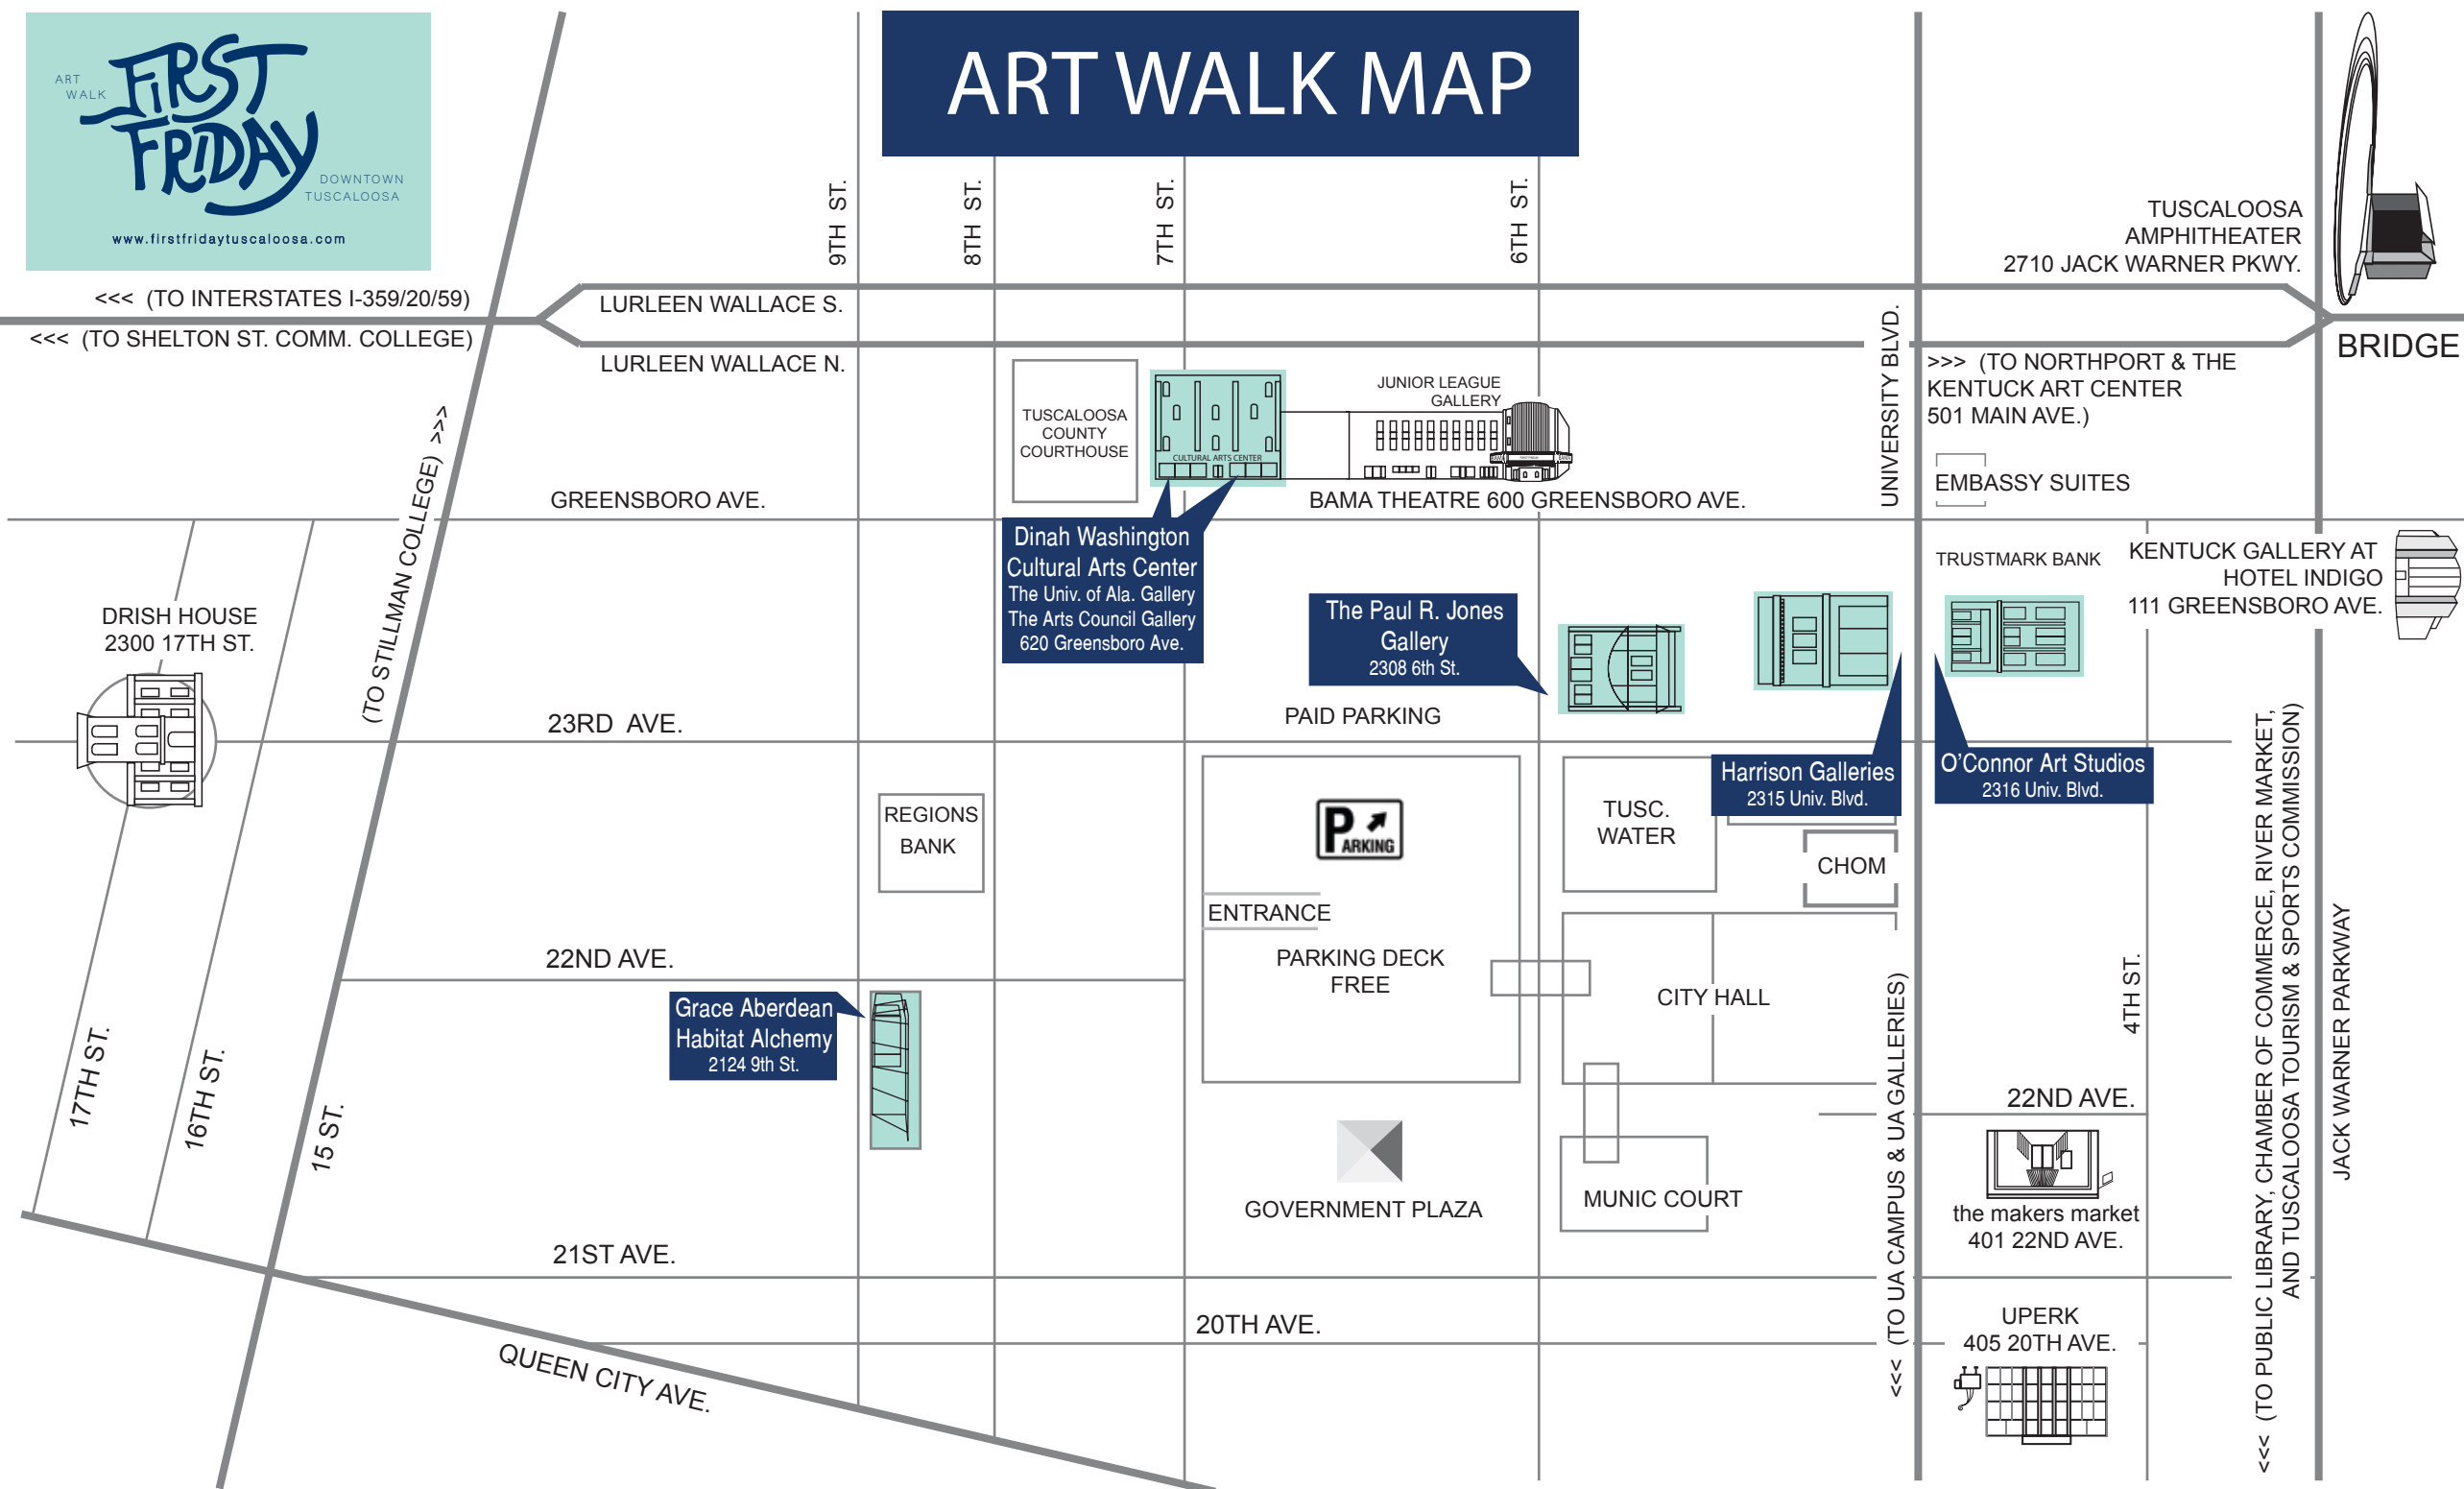 ART
WALK
FIRST
FRIDAY
DOWNTOWN
TUSCALOOSA
www.firstfridaytuscaloosa.com
ART WALK MAP
9TH ST.
8TH ST.
7TH ST.
6TH ST.
TUSCALOOSA
AMPHITHEATER
2710 JACK WARNER PKWY.
<<< (TO INTERSTATES I-359/20/59)
<<< (TO SHELTON ST. COMM. COLLEGE)
LURLEEN WALLACE S.
LURLEEN WALLACE N.
UNIVERSITY BLVD.
BRIDGE
>>> (TO NORTHPORT & THE
KENTUCK ART CENTER
501 MAIN AVE.)
TUSCALOOSA
COUNTY
COURTHOUSE
CULTURAL ARTS CENTER
JUNIOR LEAGUE
GALLERY
EMBASSY SUITES
GREENSBORO AVE.
BAMA THEATRE 600 GREENSBORO AVE.
(TO STILLMAN COLLEGE) >>>
Dinah Washington
Cultural Arts Center
The Univ. of Ala. Gallery
The Arts Council Gallery
620 Greensboro Ave.
TRUSTMARK BANK
KENTUCK GALLERY AT
HOTEL INDIGO
111 GREENSBORO AVE.
DRISH HOUSE
2300 17TH ST.
The Paul R. Jones
Gallery
2308 6th St.
23RD AVE.
PAID PARKING
Harrison Galleries
2315 Univ. Blvd.
O'Connor Art Studios
2316 Univ. Blvd.
REGIONS
BANK
PARKING
TUSC.
WATER
CHOM
ENTRANCE
PARKING DECK
FREE
CITY HALL
22ND AVE.
Grace Aberdean
Habitat Alchemy
2124 9th St.
17TH ST.
16TH ST.
15 ST.
4TH ST.
22ND AVE.
the makers market
401 22ND AVE.
GOVERNMENT PLAZA
MUNIC COURT
<<< (TO UA CAMPUS & UA GALLERIES)
<<< (TO PUBLIC LIBRARY, CHAMBER OF COMMERCE, RIVER MARKET,
AND TUSCALOOSA TOURISM & SPORTS COMMISSION)
JACK WARNER PARKWAY
21ST AVE.
20TH AVE.
UPERK
405 20TH AVE.
QUEEN CITY AVE.